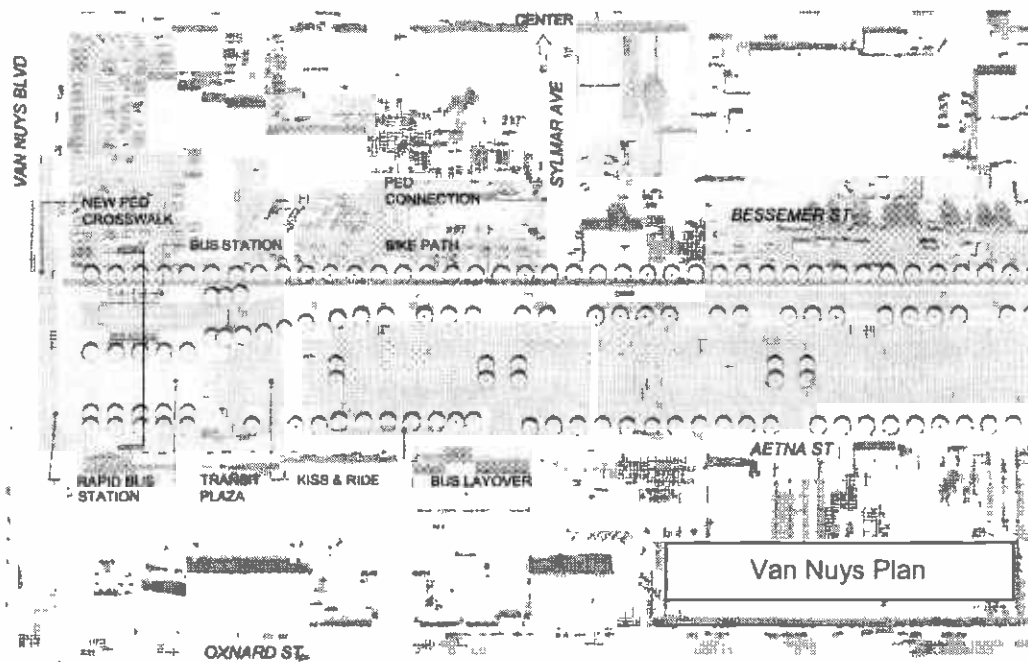 CENTER
VAN NUYS BLVD
SYLMAR AVE
PED
CONNECTION
NEW PED
CROSSWALK
BESSEMER ST
BUS STATION
BIKE PATH
AETNA ST
RAPID BUS
STATION
TRANSIT
PLAZA
KISS & RIDE
BUS LAYOVER
Van Nuys Plan
OXNARD ST